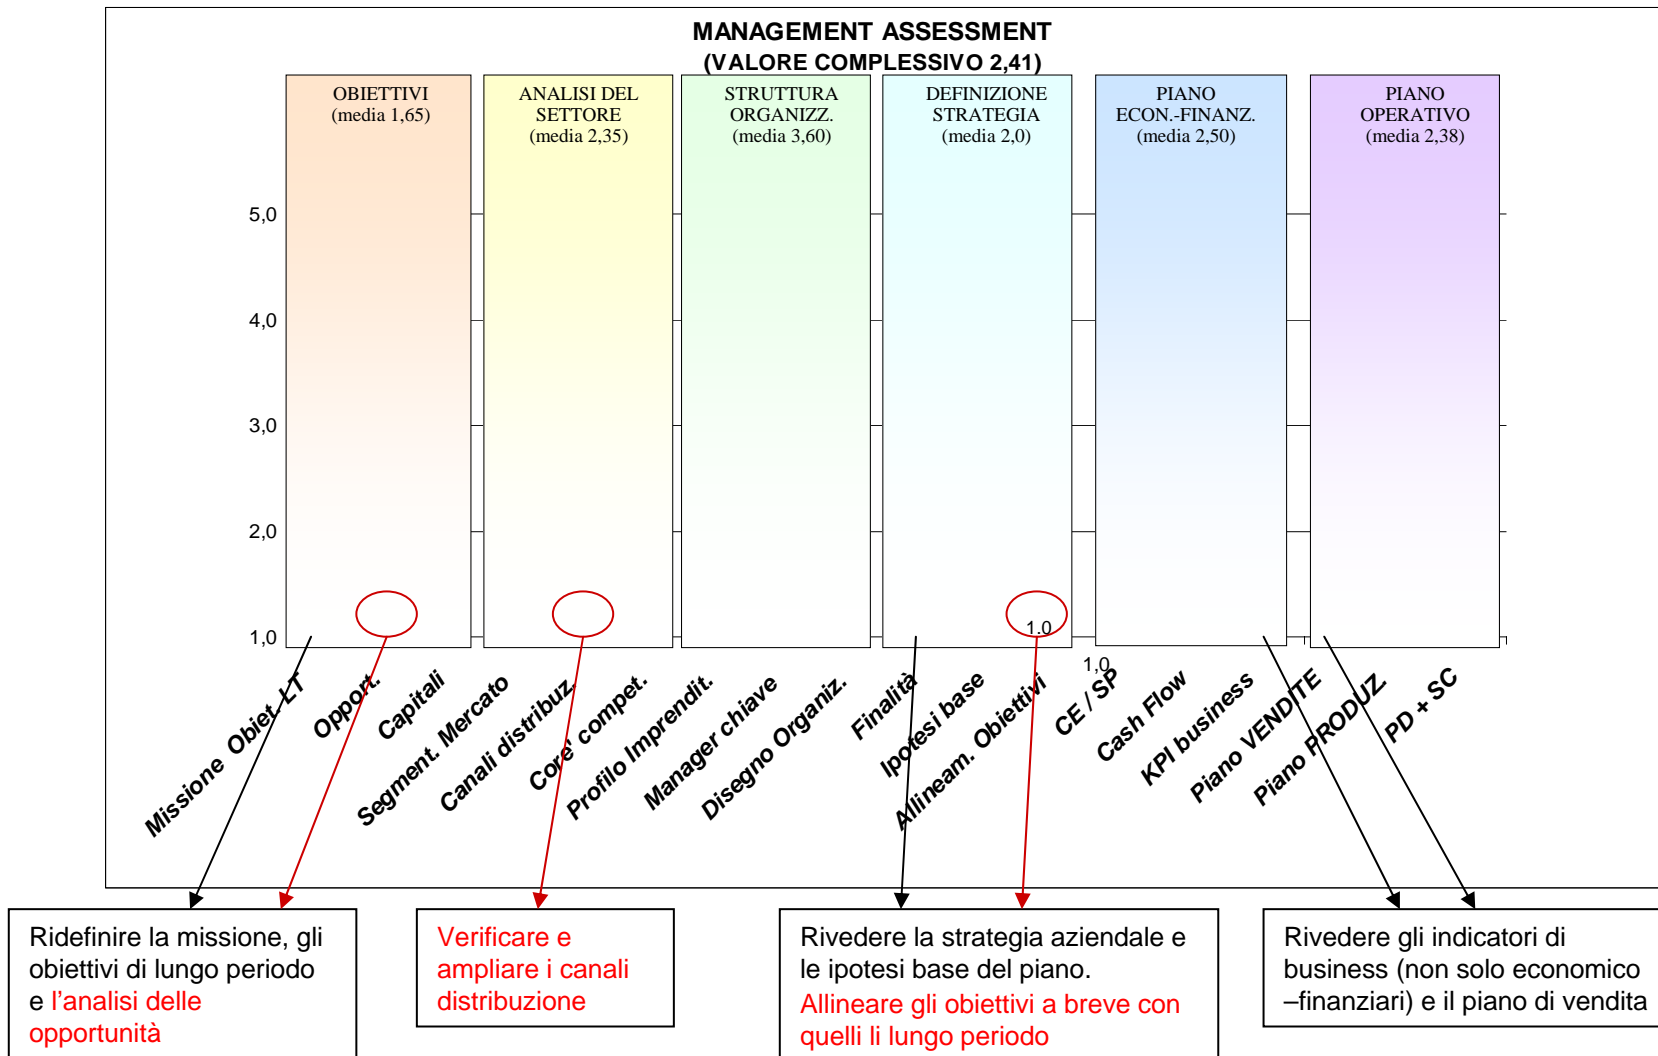 MANAGEMENT ASSESSMENT
(VALORE COMPLESSIVO 2,41)
OBIETTIVI
(media 1,65)
ANALISI DEL
SETTORE
(media 2,35)
STRUTTURA
ORGANIZZ.
(media 3,60)
DEFINIZIONE
STRATEGIA
(media 2,0)
PIANO
ECON.-FINANZ.
(media 2,50)
PIANO
OPERATIVO
(media 2,38)
5,0
4,0
3,0
2,0
1,0
1,0
1,0
Missione Obiet. LT
Opport.
Capitali
Segment. Mercato
Canali distribuz.
Core' compet.
Profilo Imprendit.
Manager chiave
Disegno Organiz.
Finalità
Ipotesi base
Allineam. Obiettivi
CE / SP
Cash Flow
KPI business
Piano VENDITE
Piano PRODUZ.
PD + SC
Ridefinire la missione, gli
obiettivi di lungo periodo
e l'analisi delle
opportunità
Verificare e
ampliare i canali
distribuzione
Rivedere la strategia aziendale e
le ipotesi base del piano.
Allineare gli obiettivi a breve con
quelli li lungo periodo
Rivedere gli indicatori di
business (non solo economico
–finanziari) e il piano di vendita